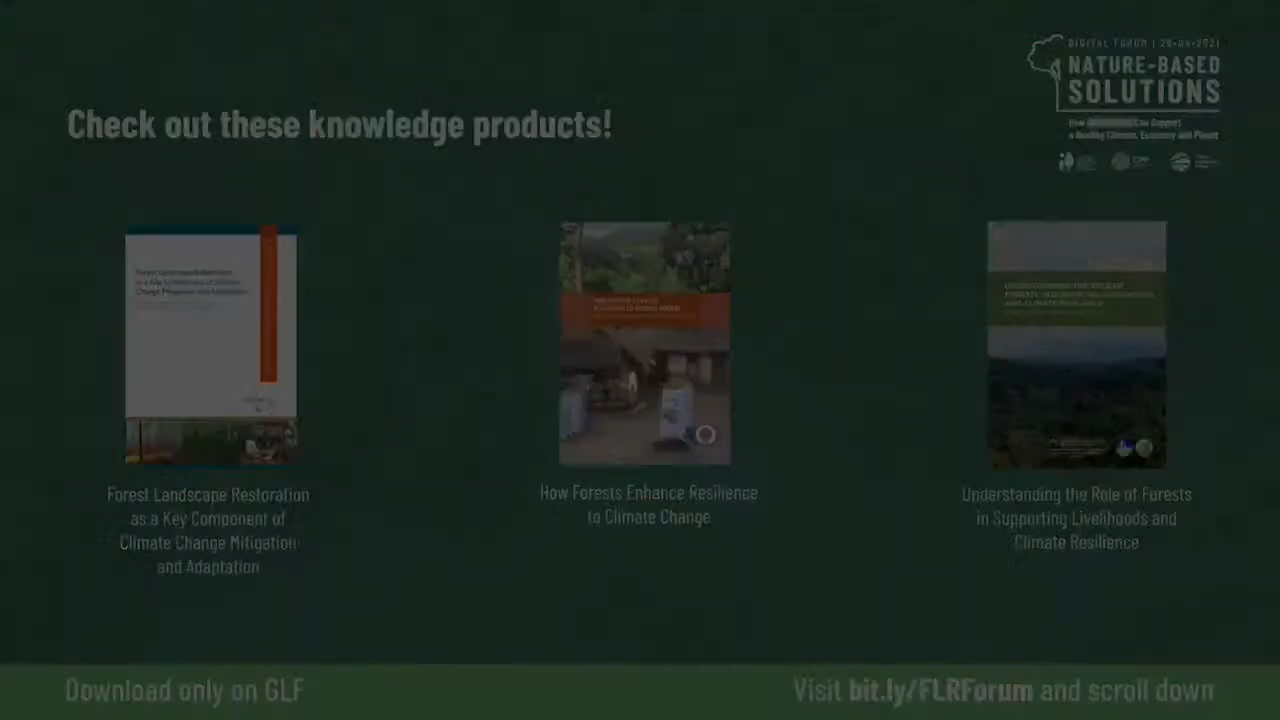 DIGITAL FORUM |
NATURE-BASED
SOLUTIONS
Check out these knowledge products!
Forest Landscape Restoration
as a Key Component of
Climate Change Mitigation
and Adaptation
How Forests Enhance Resilience
to Climate Change
Understanding the Role of Forests
in Supporting Livelihoods and
Climate Resilience
Download only on GLF
Visit bit.ly/FLRForum and scroll down